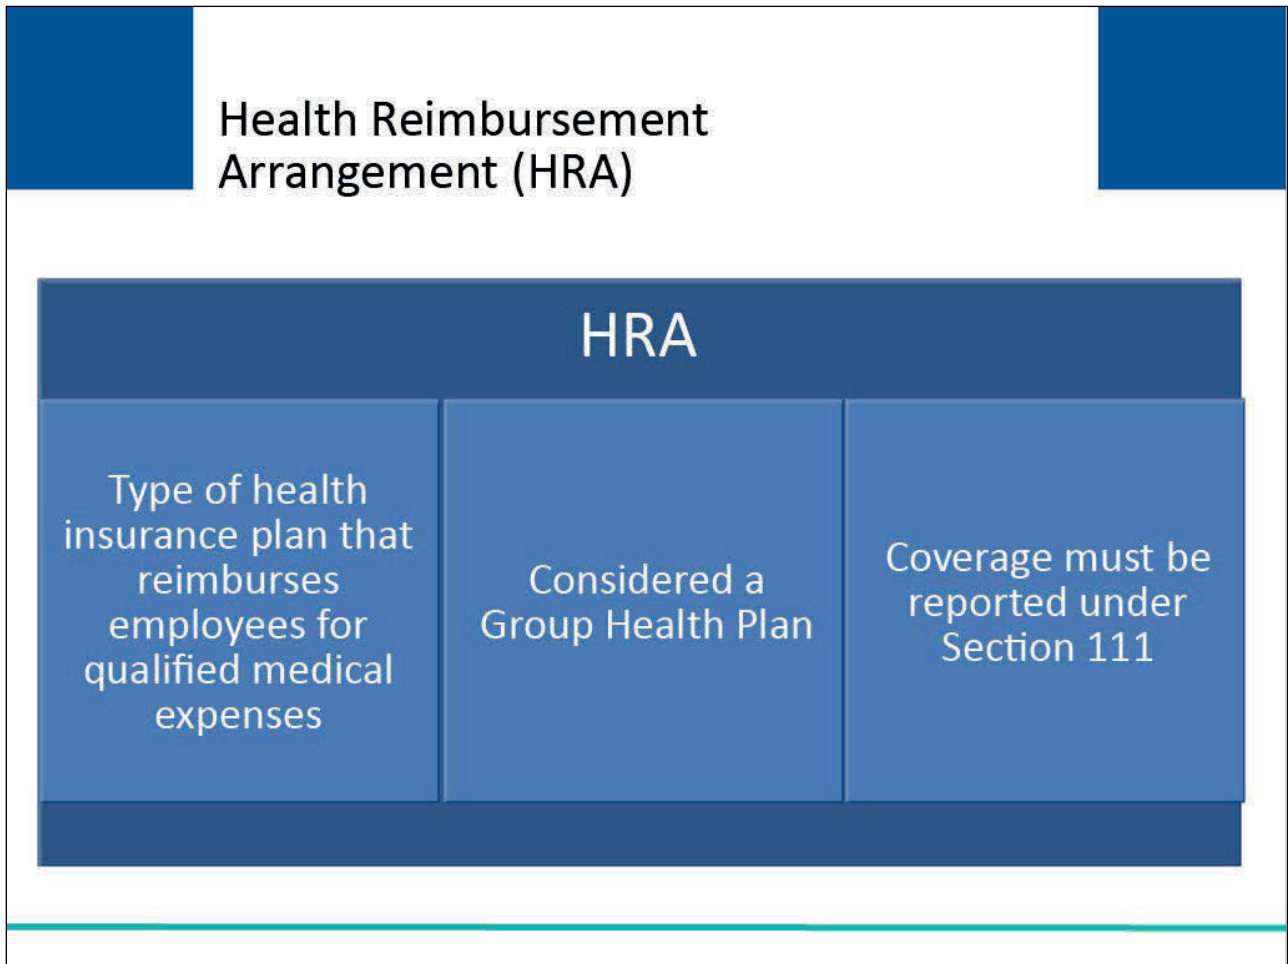 Health Reimbursement
Arrangement (HRA)
HRA
Type of health
insurance plan that
reimburses
employees for
qualified medical
expenses
Considered a
Group Health Plan
Coverage must be
reported under
Section 111